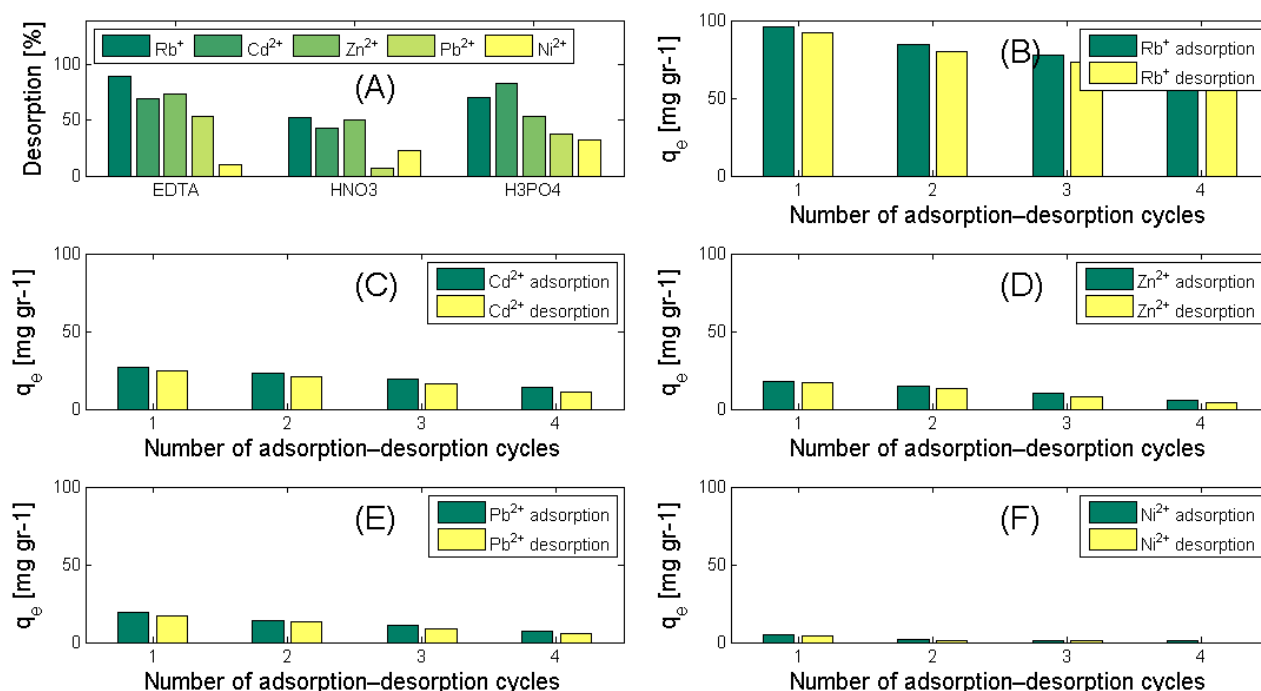 Desorption [%]
100
50
0
Rb⁺ Cd²⁺ Zn²⁺ Pb²⁺ Ni²⁺
(A)
EDTA HNO3 H3PO4
q_e [mg gr-1]
100
50
0
(B)
Rb⁺ adsorption
Rb⁺ desorption
1 2 3 4
Number of adsorption–desorption cycles
q_e [mg gr-1]
100
50
0
(C)
Cd²⁺ adsorption
Cd²⁺ desorption
1 2 3 4
Number of adsorption–desorption cycles
q_e [mg gr-1]
100
50
0
(D)
Zn²⁺ adsorption
Zn²⁺ desorption
1 2 3 4
Number of adsorption–desorption cycles
q_e [mg gr-1]
100
50
0
(E)
Pb²⁺ adsorption
Pb²⁺ desorption
1 2 3 4
Number of adsorption–desorption cycles
q_e [mg gr-1]
100
50
0
(F)
Ni²⁺ adsorption
Ni²⁺ desorption
1 2 3 4
Number of adsorption–desorption cycles